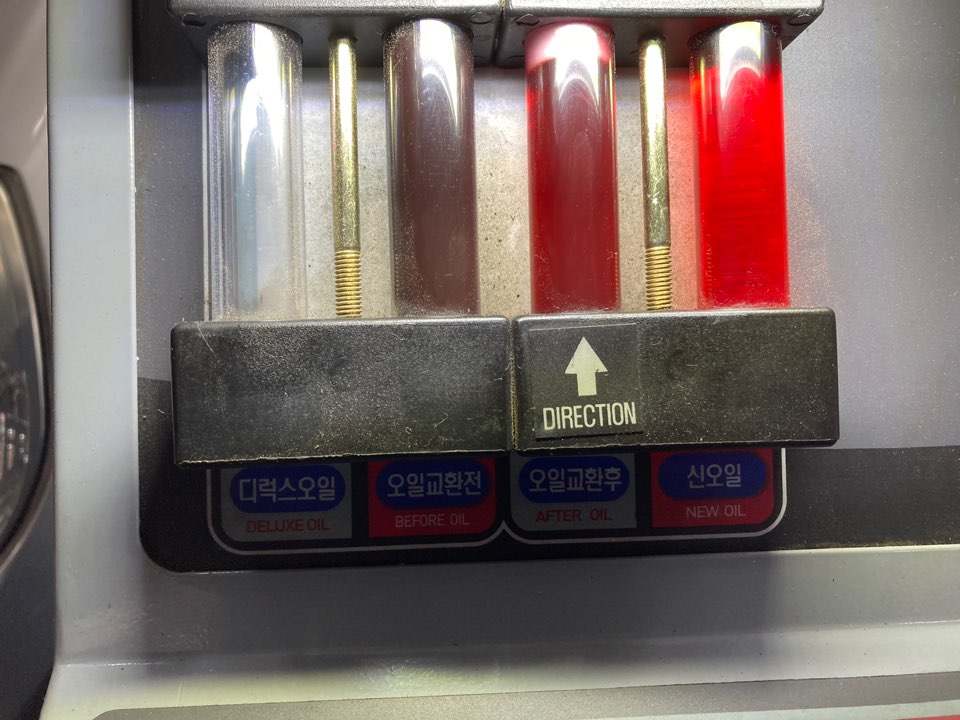 DIRECTION
디럭스오일
DELUXE OIL
오일교환전
BEFORE OIL
오일교환후
AFTER OIL
신오일
NEW OIL